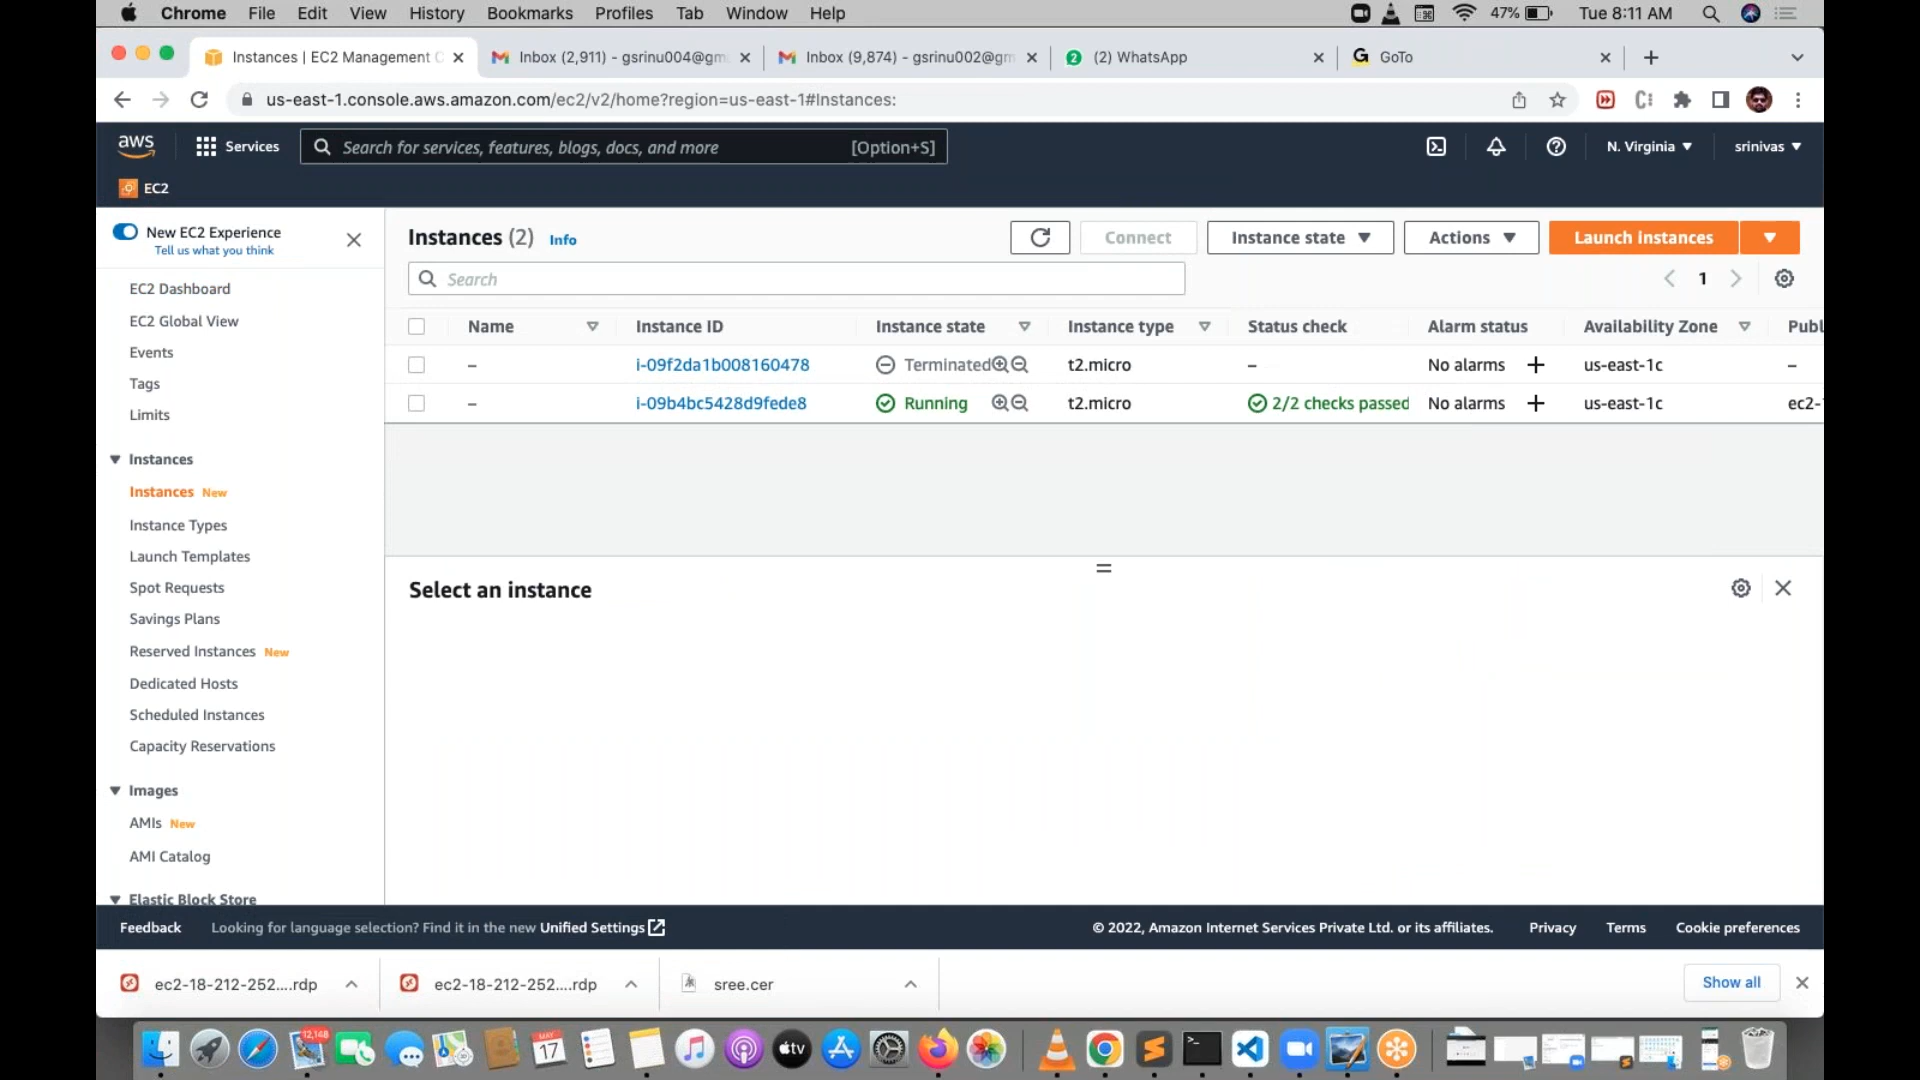 Chrome File Edit View History Bookmarks Profiles Tab Window Help 47% Tue 8:11 AM
Instances | EC2 Management C Inbox (2,911) - gsrinu004@gm Inbox (9,874) - gsrinu002@gm 2 (2) WhatsApp G GoTo
us-east-1.console.aws.amazon.com/ec2/v2/home?region=us-east-1#Instances:
aws Services Search for services, features, blogs, docs, and more [Option+S] N. Virginia srinivas
EC2
New EC2 Experience
Tell us what you think
Instances (2) Info Connect Instance state Actions Launch instances
Search 1
EC2 Dashboard
EC2 Global View
Events
Tags
Limits
Instances
Instances New
Instance Types
Launch Templates
Spot Requests
Savings Plans
Reserved Instances New
Dedicated Hosts
Scheduled Instances
Capacity Reservations
Images
AMIs New
AMI Catalog
Elastic Block Store
Name Instance ID Instance state Instance type Status check Alarm status Availability Zone Publ
– i-09f2da1b008160478 Terminated t2.micro – No alarms + us-east-1c –
– i-09b4bc5428d9fede8 Running t2.micro 2/2 checks passed No alarms + us-east-1c ec2-
Select an instance
Feedback Looking for language selection? Find it in the new Unified Settings © 2022, Amazon Internet Services Private Ltd. or its affiliates. Privacy Terms Cookie preferences
ec2-18-212-252....rdp ec2-18-212-252....rdp sree.cer Show all
12,148 MAY 17 tv